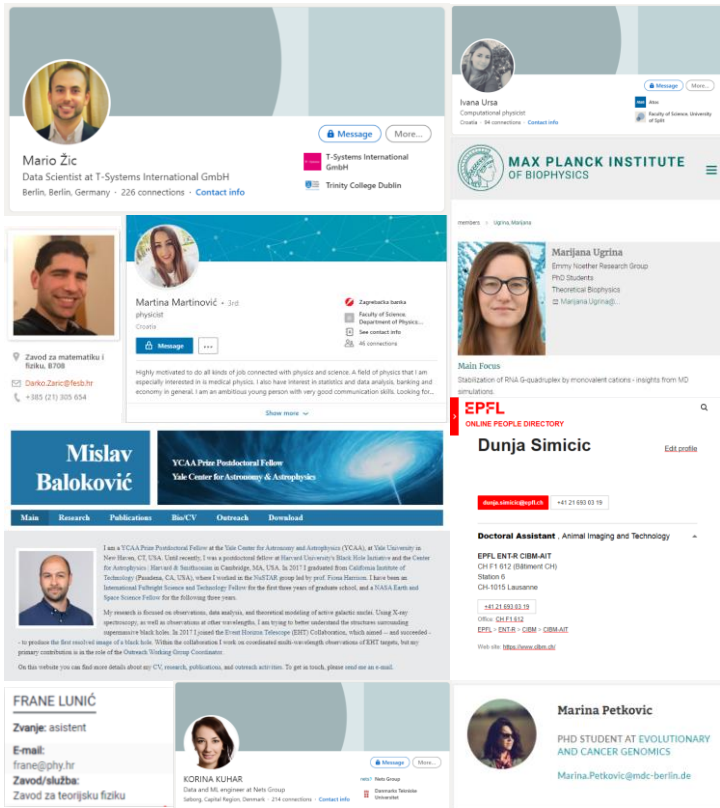 Message
More...
Mario Žic
Data Scientist at T-Systems International GmbH
Berlin, Berlin, Germany · 226 connections · Contact info
T-Systems International
GmbH
Trinity College Dublin
Message
More...
Ivana Ursa
Computational physicist
Croatia · 34 connections · Contact info
Atos
Faculty of Science, University
of Split
MAX PLANCK INSTITUTE
OF BIOPHYSICS
members > Ugrina, Marijana
Marijana Ugrina
Emmy Noether Research Group
PhD Students
Theoretical Biophysics
Marijana.Ugrina@...
Main Focus
Stabilization of RNA G-quadruplex by monovalent cations - insights from MD
simulations.
Zavod za matematiku i
fiziku, B708
Darko.Zaric@fesb.hr
+385 (21) 305 654
Martina Martinović • 3rd
physicist
Croatia
Message
...
Zagrebačka banka
Faculty of Science,
Department of Physics...
See contact info
46 connections
Highly motivated to do all kinds of job connected with physics and science. A field of physics that I am
especially interested in is medical physics. I also have interest in statistics and data analysis, banking and
economy in general. I am an ambitious young person with very good communication skills. Looking for...
Show more
EPFL
ONLINE PEOPLE DIRECTORY
Dunja Simicic
Edit profile
dunja.simicic@epfl.ch
+41 21 693 03 19
Doctoral Assistant , Animal Imaging and Technology
EPFL ENT-R CIBM-AIT
CH F1 612 (Bâtiment CH)
Station 6
CH-1015 Lausanne
+41 21 693 03 19
Office: CH F1 612
EPFL > ENT-R > CIBM > CIBM-AIT
Web site: https://www.cibm.ch/
Mislav
Baloković
YCAA Prize Postdoctoral Fellow
Yale Center for Astronomy & Astrophysics
Main Research Publications Bio/CV Outreach Download
I am a YCAA Prize Postdoctoral Fellow at the Yale Center for Astronomy and Astrophysics (YCAA), at Yale University in
New Haven, CT, USA. Until recently, I was a postdoctoral fellow at Harvard University's Black Hole Initiative and the Center
for Astrophysics | Harvard & Smithsonian in Cambridge, MA, USA. In 2017 I graduated from California Institute of
Technology (Pasadena, CA, USA), where I worked in the NuSTAR group led by prof. Fiona Harrison. I have been an
International Fulbright Science and Technology Fellow for the first three years of graduate school, and a NASA Earth and
Space Science Fellow for the following three years.
My research is focused on observations, data analysis, and theoretical modeling of active galactic nuclei. Using X-ray
spectroscopy, as well as observations at other wavelengths, I am trying to better understand the structures surrounding
supermassive black holes. In 2017 I joined the Event Horizon Telescope (EHT) Collaboration, which aimed -- and succeeded -
- to produce the first resolved image of a black hole. Within the collaboration I work on coordinated multi-wavelength observations of EHT targets, but my
primary contribution is in the role of the Outreach Working Group Coordinator.
On this website you can find more details about my CV, research, publications, and outreach activities. To get in touch, please send me an e-mail.
FRANE LUNIĆ
Zvanje: asistent
E-mail:
frane@phy.hr
Zavod/služba:
Zavod za teorijsku fiziku
Message
More...
KORINA KUHAR
Data and ML engineer at Nets Group
Søborg, Capital Region, Denmark · 214 connections · Contact info
nets Nets Group
Danmarks Tekniske
Universitet
Marina Petkovic
PHD STUDENT AT EVOLUTIONARY
AND CANCER GENOMICS
Marina.Petkovic@mdc-berlin.de